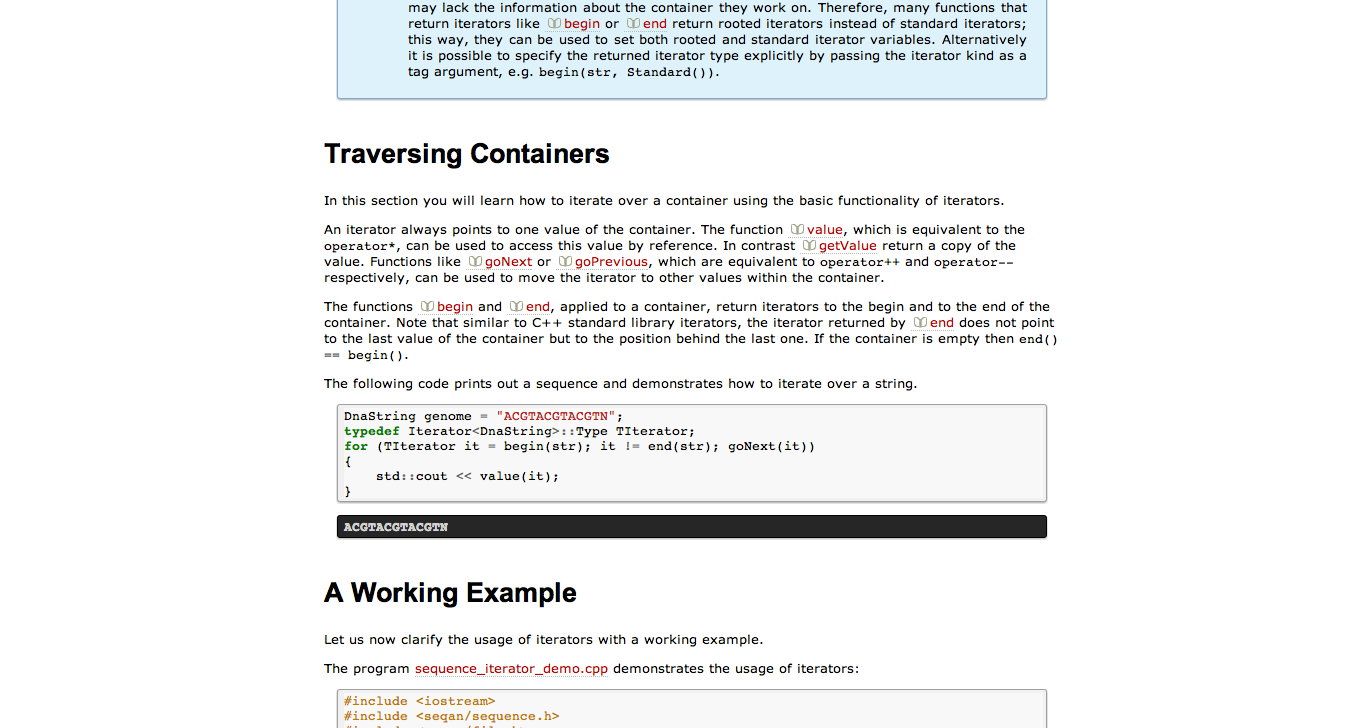 may lack the information about the container they work on. Therefore, many functions that
return iterators like begin or end return rooted iterators instead of standard iterators;
this way, they can be used to set both rooted and standard iterator variables. Alternatively
it is possible to specify the returned iterator type explicitly by passing the iterator kind as a
tag argument, e.g. begin(str, Standard()).
Traversing Containers
In this section you will learn how to iterate over a container using the basic functionality of iterators.
An iterator always points to one value of the container. The function value, which is equivalent to the
operator*, can be used to access this value by reference. In contrast getValue return a copy of the
value. Functions like goNext or goPrevious, which are equivalent to operator++ and operator--
respectively, can be used to move the iterator to other values within the container.
The functions begin and end, applied to a container, return iterators to the begin and to the end of the
container. Note that similar to C++ standard library iterators, the iterator returned by end does not point
to the last value of the container but to the position behind the last one. If the container is empty then end()
== begin().
The following code prints out a sequence and demonstrates how to iterate over a string.
DnaString genome = "ACGTACGTACGTN";
typedef Iterator<DnaString>::Type TIterator;
for (TIterator it = begin(str); it != end(str); goNext(it))
{
    std::cout << value(it);
}
ACGTACGTACGTN
A Working Example
Let us now clarify the usage of iterators with a working example.
The program sequence_iterator_demo.cpp demonstrates the usage of iterators:
#include <iostream>
#include <seqan/sequence.h>